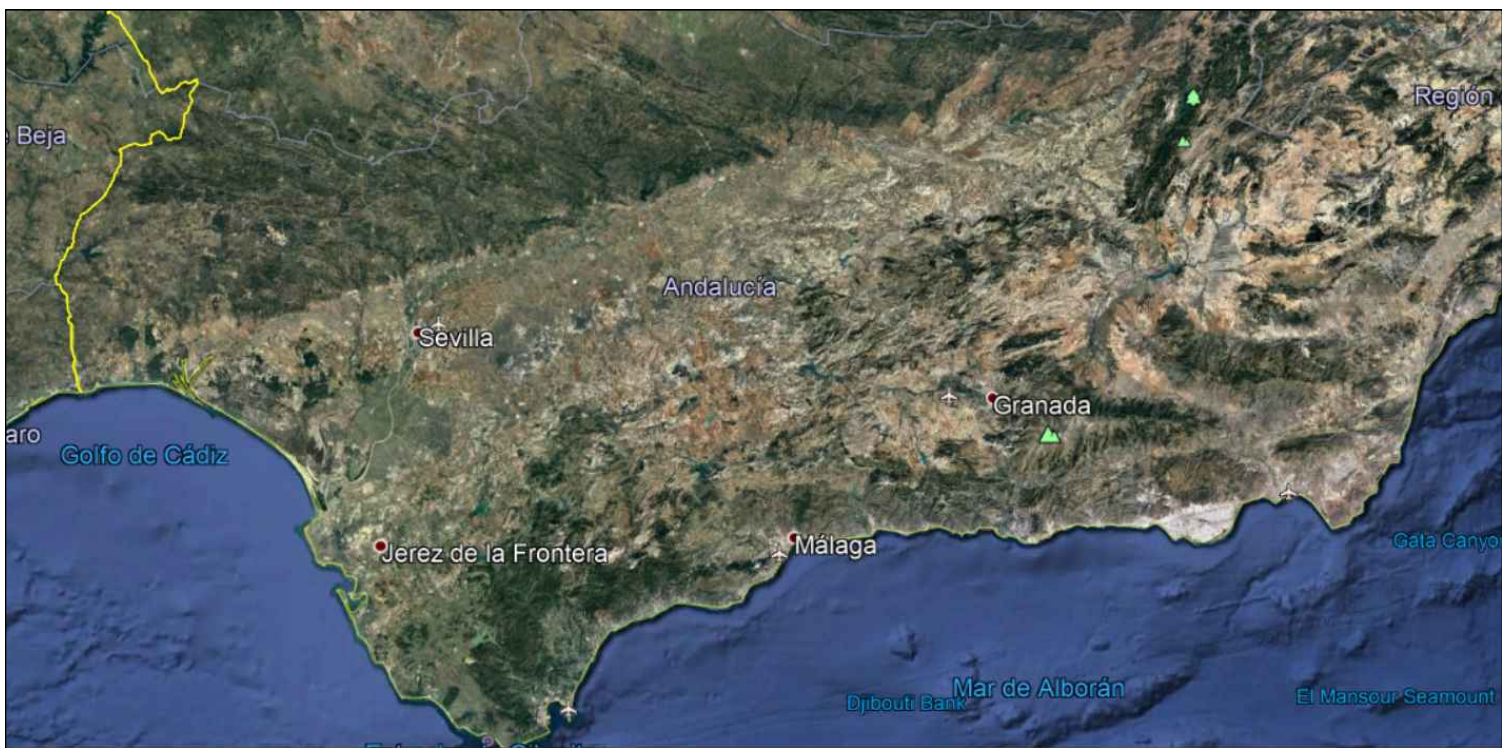 Región
Beja
Andalucía
Sevilla
Granada
aro
Golfo de Cádiz
Jerez de la Frontera
Málaga
Gata Canyon
Mar de Alborán
Djibouti Bank
El Mansour Seamount